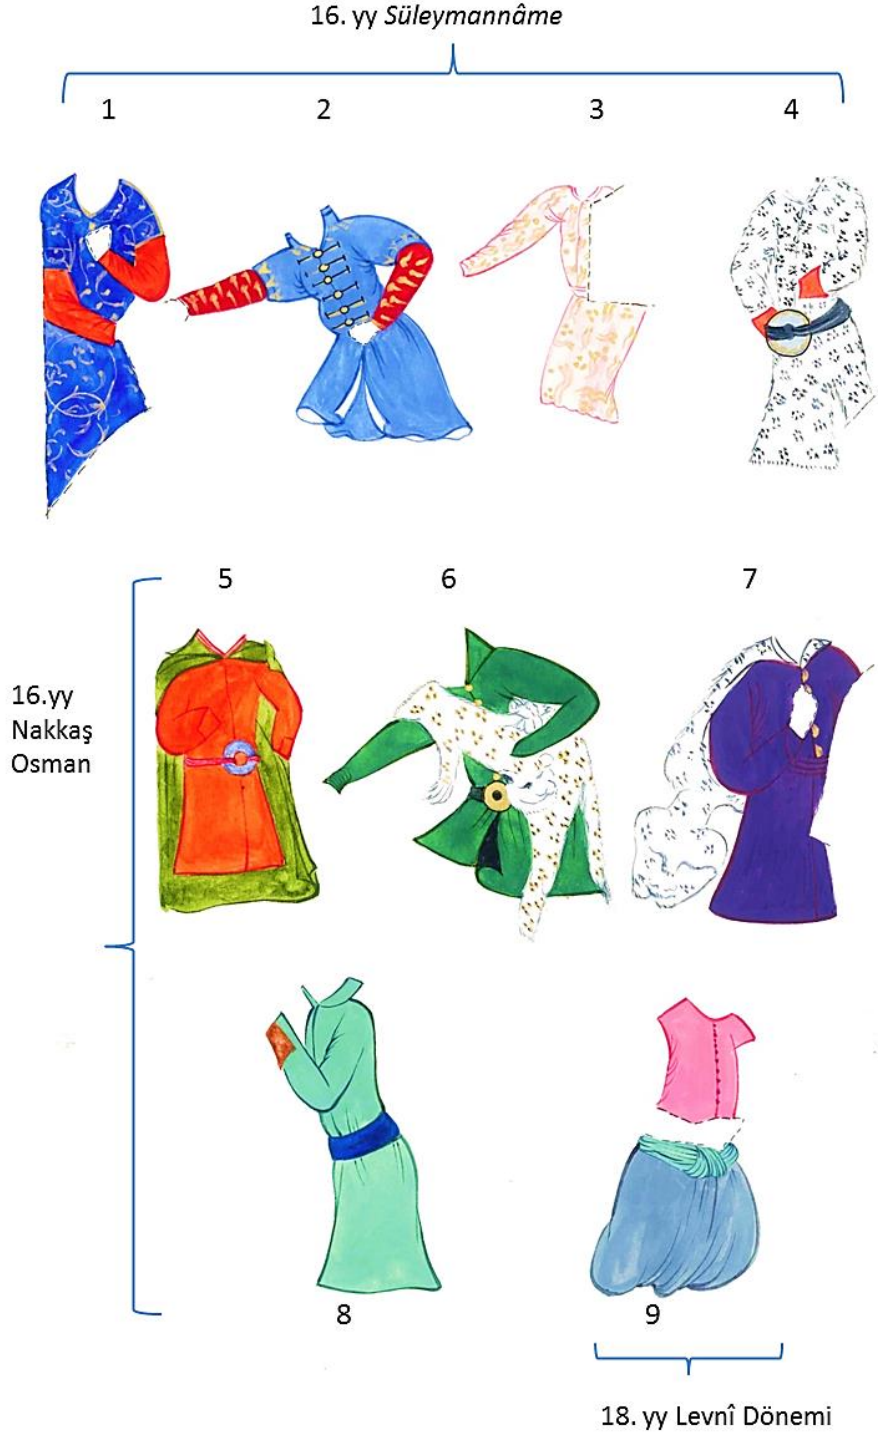 16. yy Süleymannâme
1 2 3 4
5 6 7
16.yy
Nakkaş
Osman
8 9
18. yy Levnî Dönemi